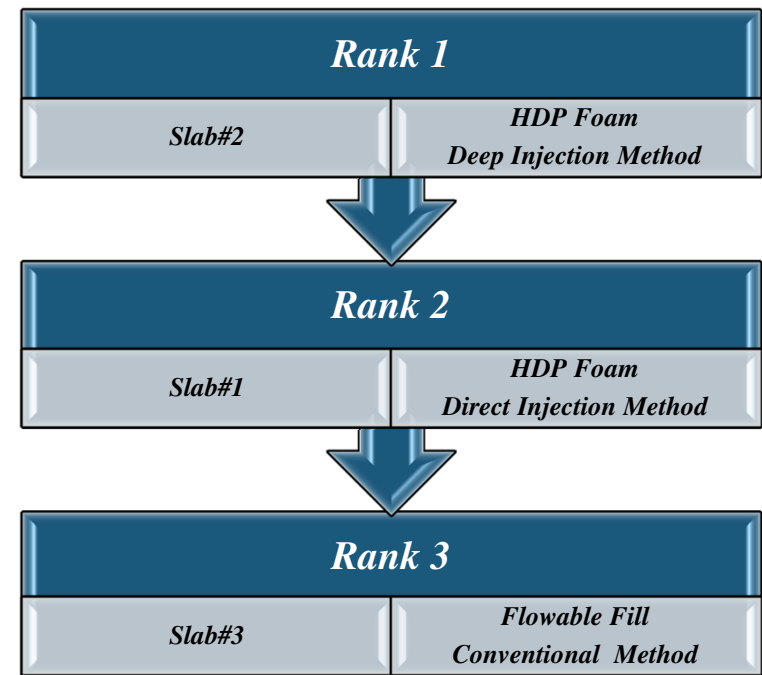 Rank 1
Slab#2
HDP Foam
Deep Injection Method
Rank 2
Slab#1
HDP Foam
Direct Injection Method
Rank 3
Slab#3
Flowable Fill
Conventional Method